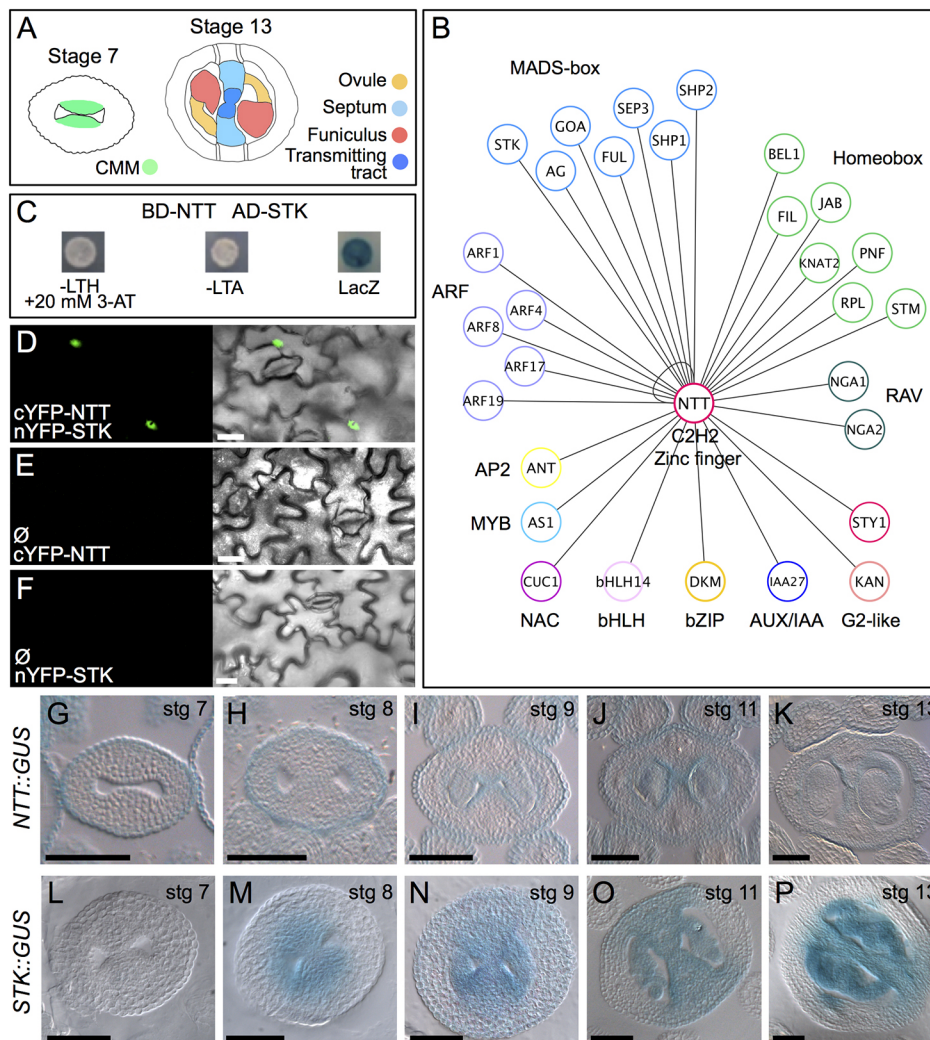 A
Stage 7
Stage 13
CMM
Ovule
Septum
Funiculus
Transmitting
tract
B
MADS-box
STK
AG
GOA
FUL
SEP3
SHP1
SHP2
Homeobox
BEL1
FIL
JAB
KNAT2
PNF
RPL
STM
ARF
ARF1
ARF4
ARF8
ARF17
ARF19
NTT
C2H2
Zinc finger
RAV
NGA1
NGA2
AP2
ANT
MYB
AS1
STY1
CUC1
bHLH14
DKM
IAA27
KAN
NAC
bHLH
bZIP
AUX/IAA
G2-like
C
BD-NTT AD-STK
-LTH
+20 mM 3-AT
-LTA
LacZ
D
cYFP-NTT
nYFP-STK
E
Ø
cYFP-NTT
F
Ø
nYFP-STK
NTT::GUS
G
stg 7
H
stg 8
I
stg 9
J
stg 11
K
stg 13
STK::GUS
L
stg 7
M
stg 8
N
stg 9
O
stg 11
P
stg 13